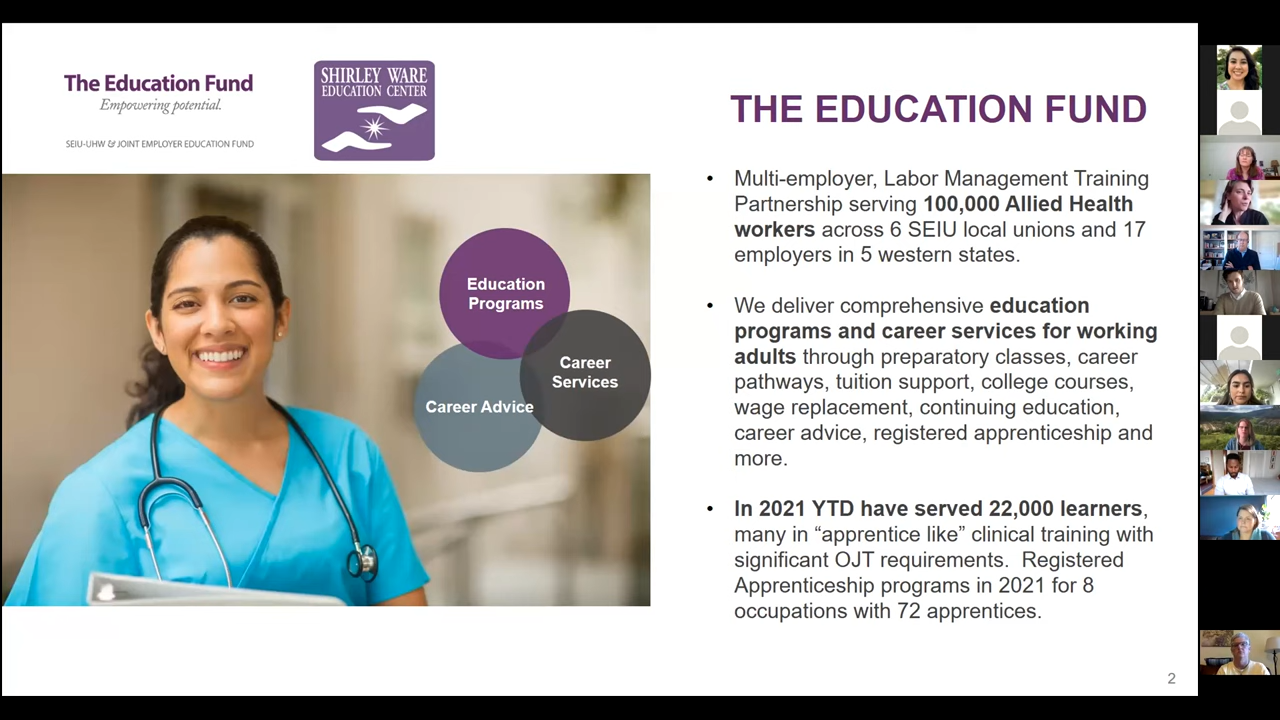 The Education Fund
Empowering potential.
SEIU-UHW & JOINT EMPLOYER EDUCATION FUND
SHIRLEY WARE
EDUCATION CENTER
Education
Programs
Career
Services
Career Advice
THE EDUCATION FUND
• Multi-employer, Labor Management Training
Partnership serving 100,000 Allied Health
workers across 6 SEIU local unions and 17
employers in 5 western states.
• We deliver comprehensive education
programs and career services for working
adults through preparatory classes, career
pathways, tuition support, college courses,
wage replacement, continuing education,
career advice, registered apprenticeship and
more.
• In 2021 YTD have served 22,000 learners,
many in “apprentice like” clinical training with
significant OJT requirements.  Registered
Apprenticeship programs in 2021 for 8
occupations with 72 apprentices.
2